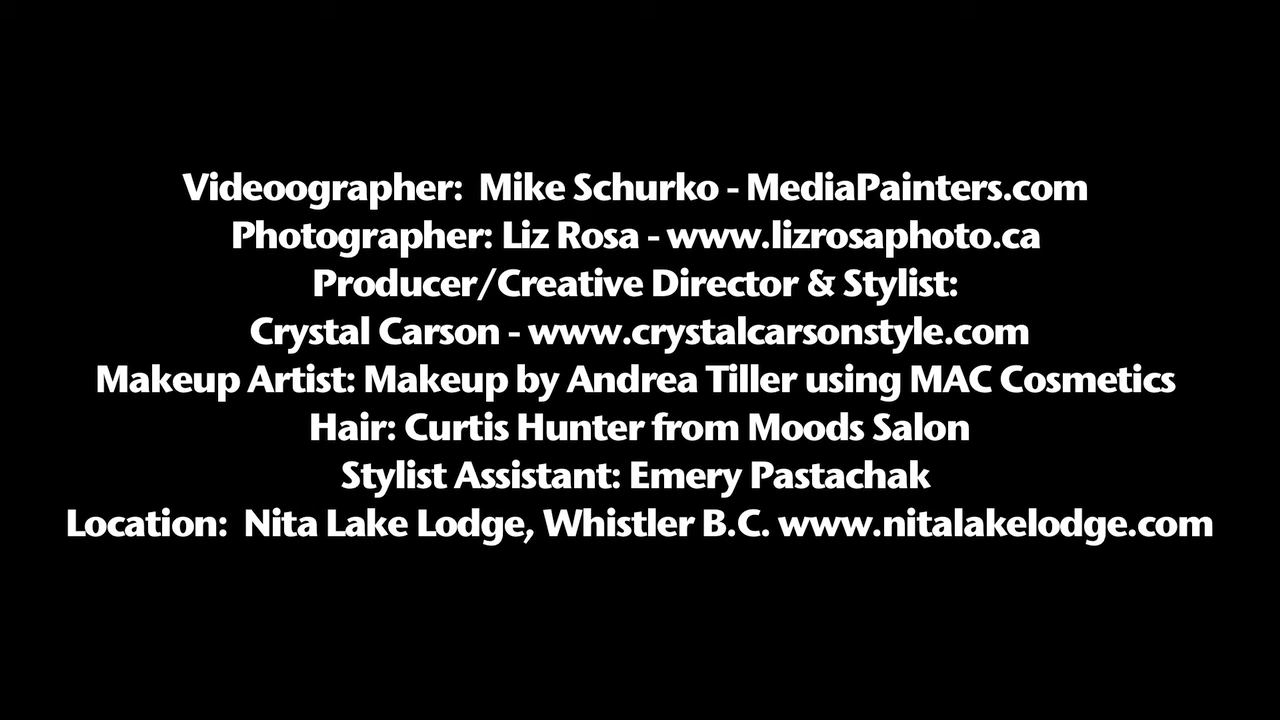 Videoographer:  Mike Schurko - MediaPainters.com
Photographer: Liz Rosa - www.lizrosaphoto.ca
Producer/Creative Director & Stylist:
Crystal Carson - www.crystalcarsonstyle.com
Makeup Artist: Makeup by Andrea Tiller using MAC Cosmetics
Hair: Curtis Hunter from Moods Salon
Stylist Assistant: Emery Pastachak
Location:  Nita Lake Lodge, Whistler B.C. www.nitalakelodge.com